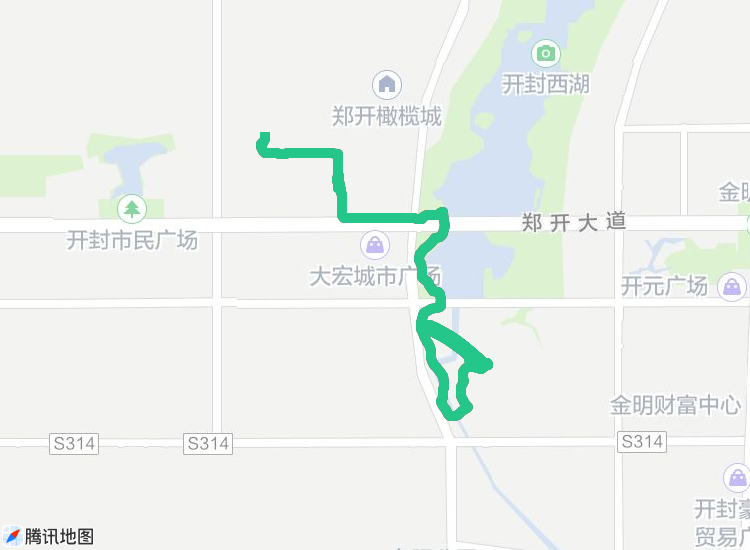 开封西湖
郑开橄榄城
金明
郑开大道
开封市民广场
大宏城市广场
开元广场
金明财富中心
S314
S314
S314
开封豪
贸易广
腾讯地图